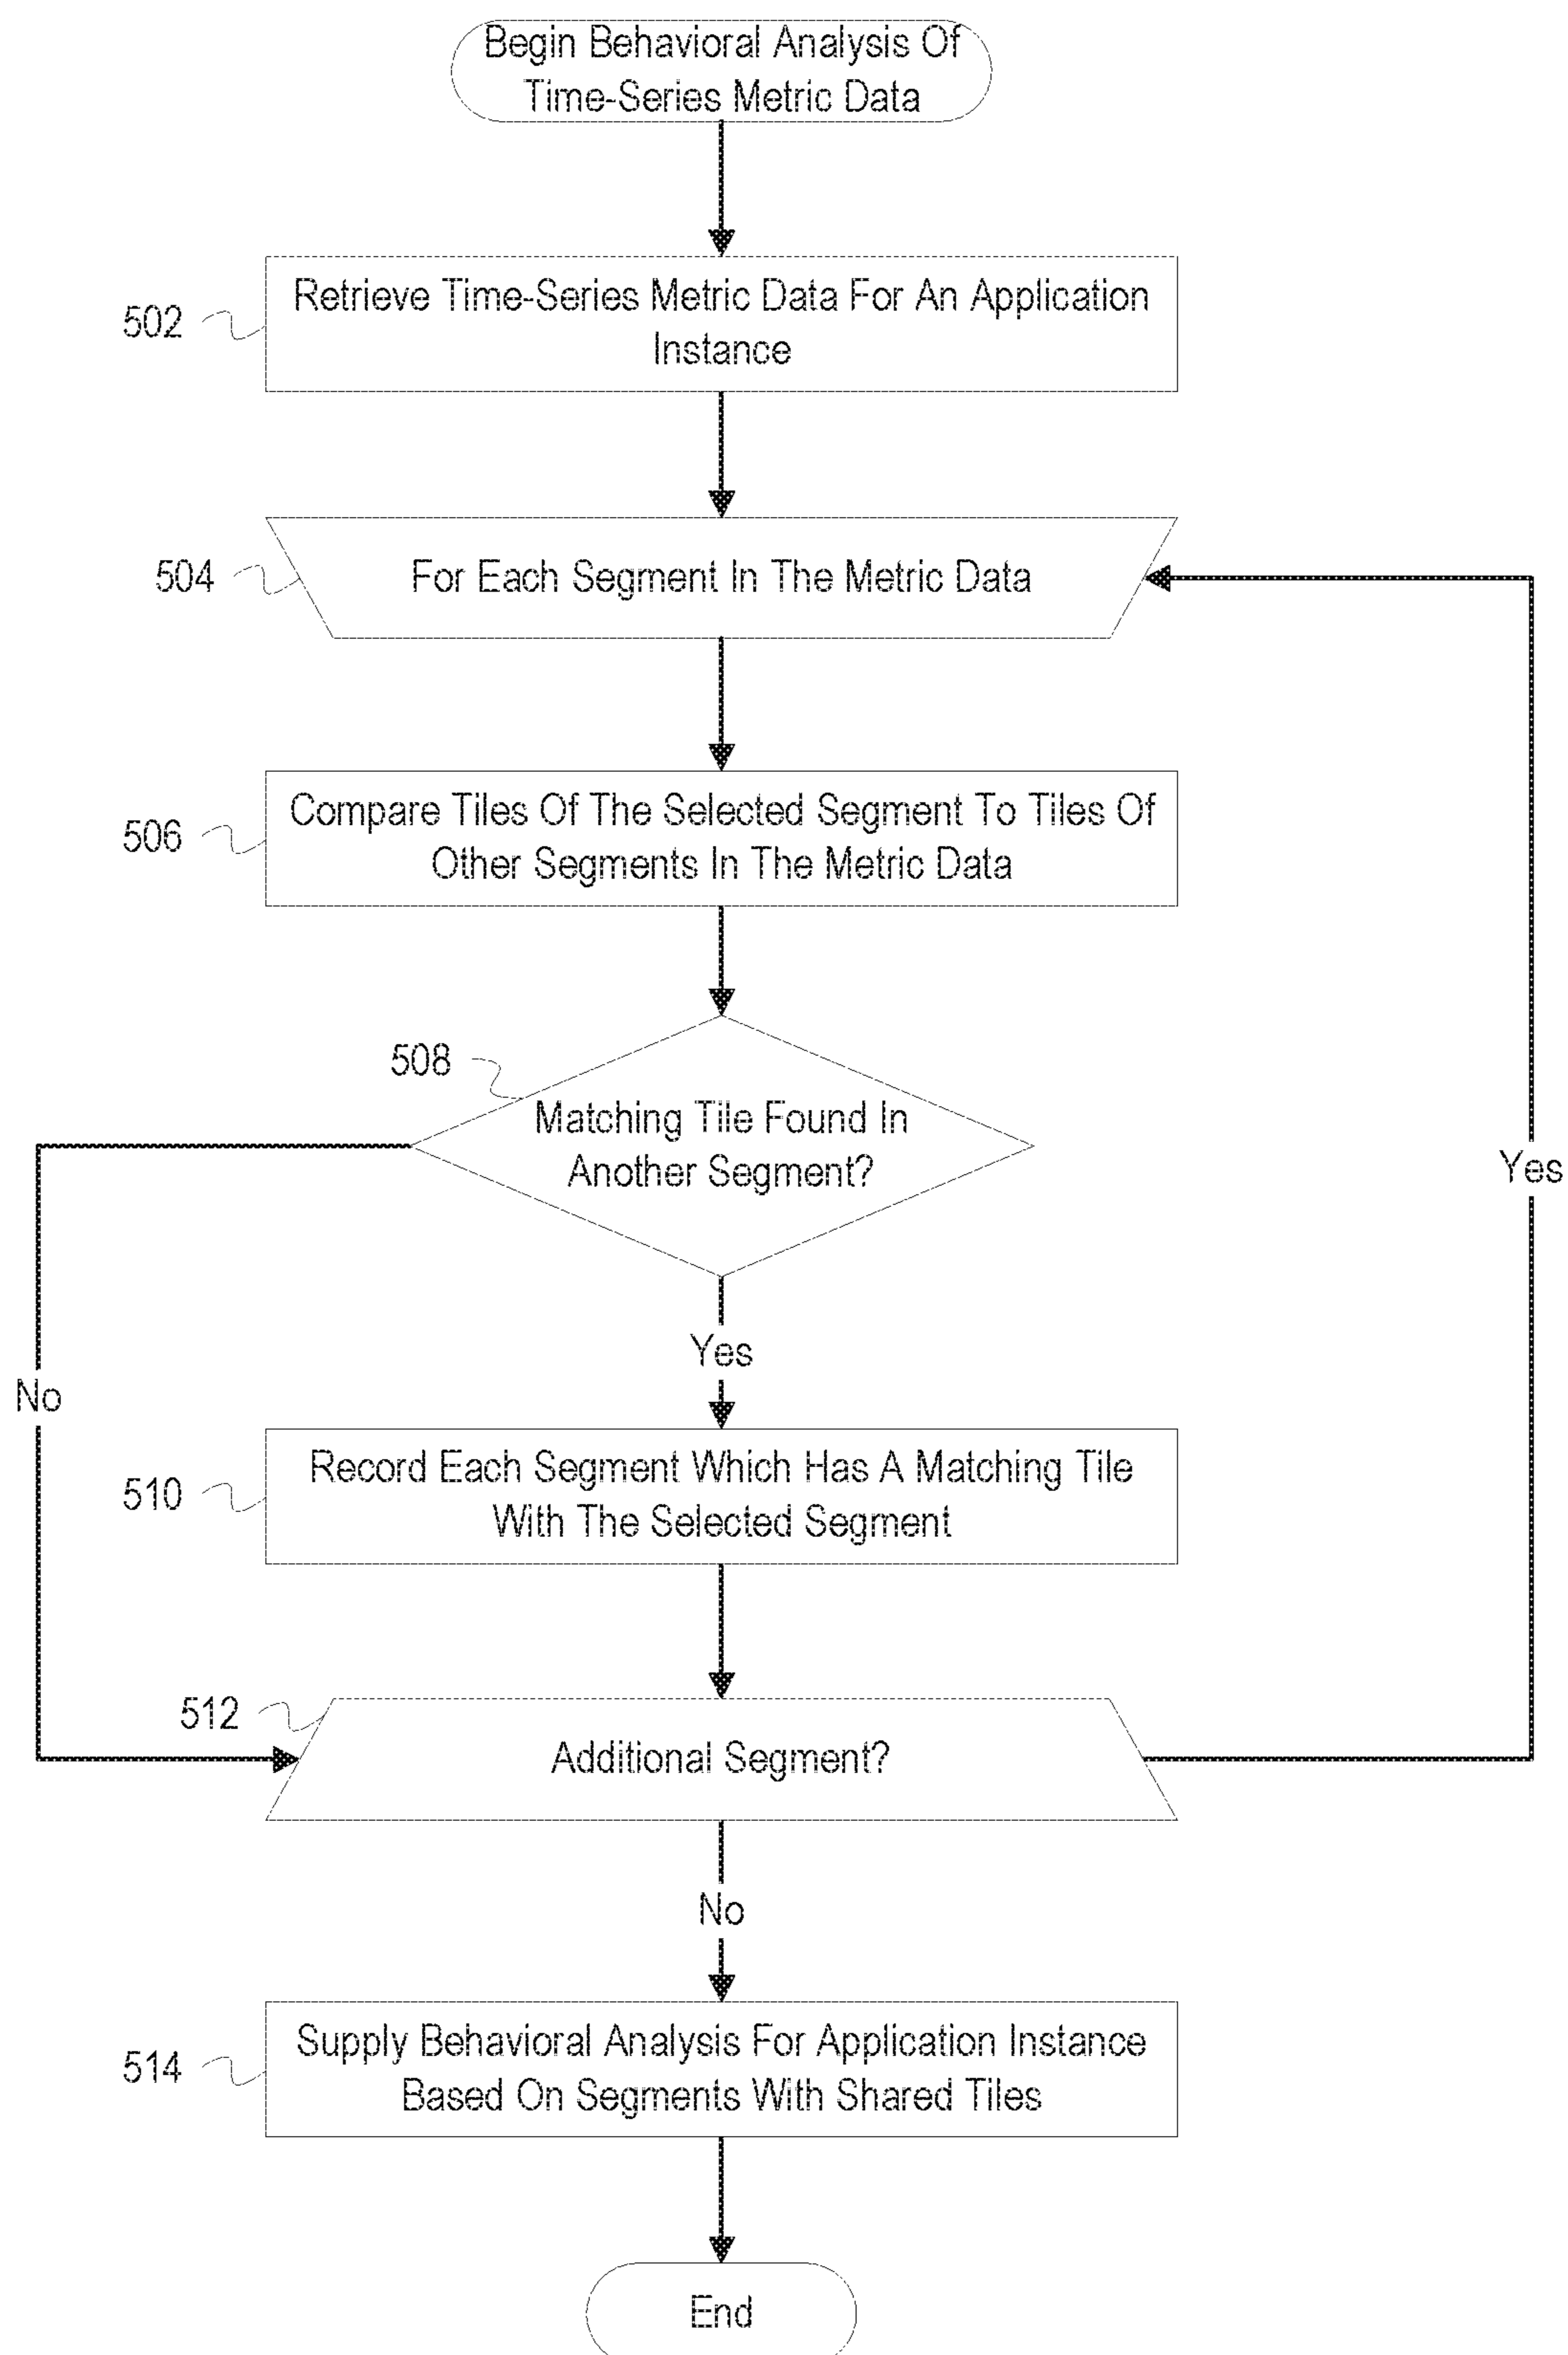 Begin Behavioral Analysis Of
Time-Series Metric Data
502
Retrieve Time-Series Metric Data For An Application
Instance
504
For Each Segment In The Metric Data
506
Compare Tiles Of The Selected Segment To Tiles Of
Other Segments In The Metric Data
508
Matching Tile Found In
Another Segment?
Yes
Yes
No
510
Record Each Segment Which Has A Matching Tile
With The Selected Segment
512
Additional Segment?
No
514
Supply Behavioral Analysis For Application Instance
Based On Segments With Shared Tiles
End